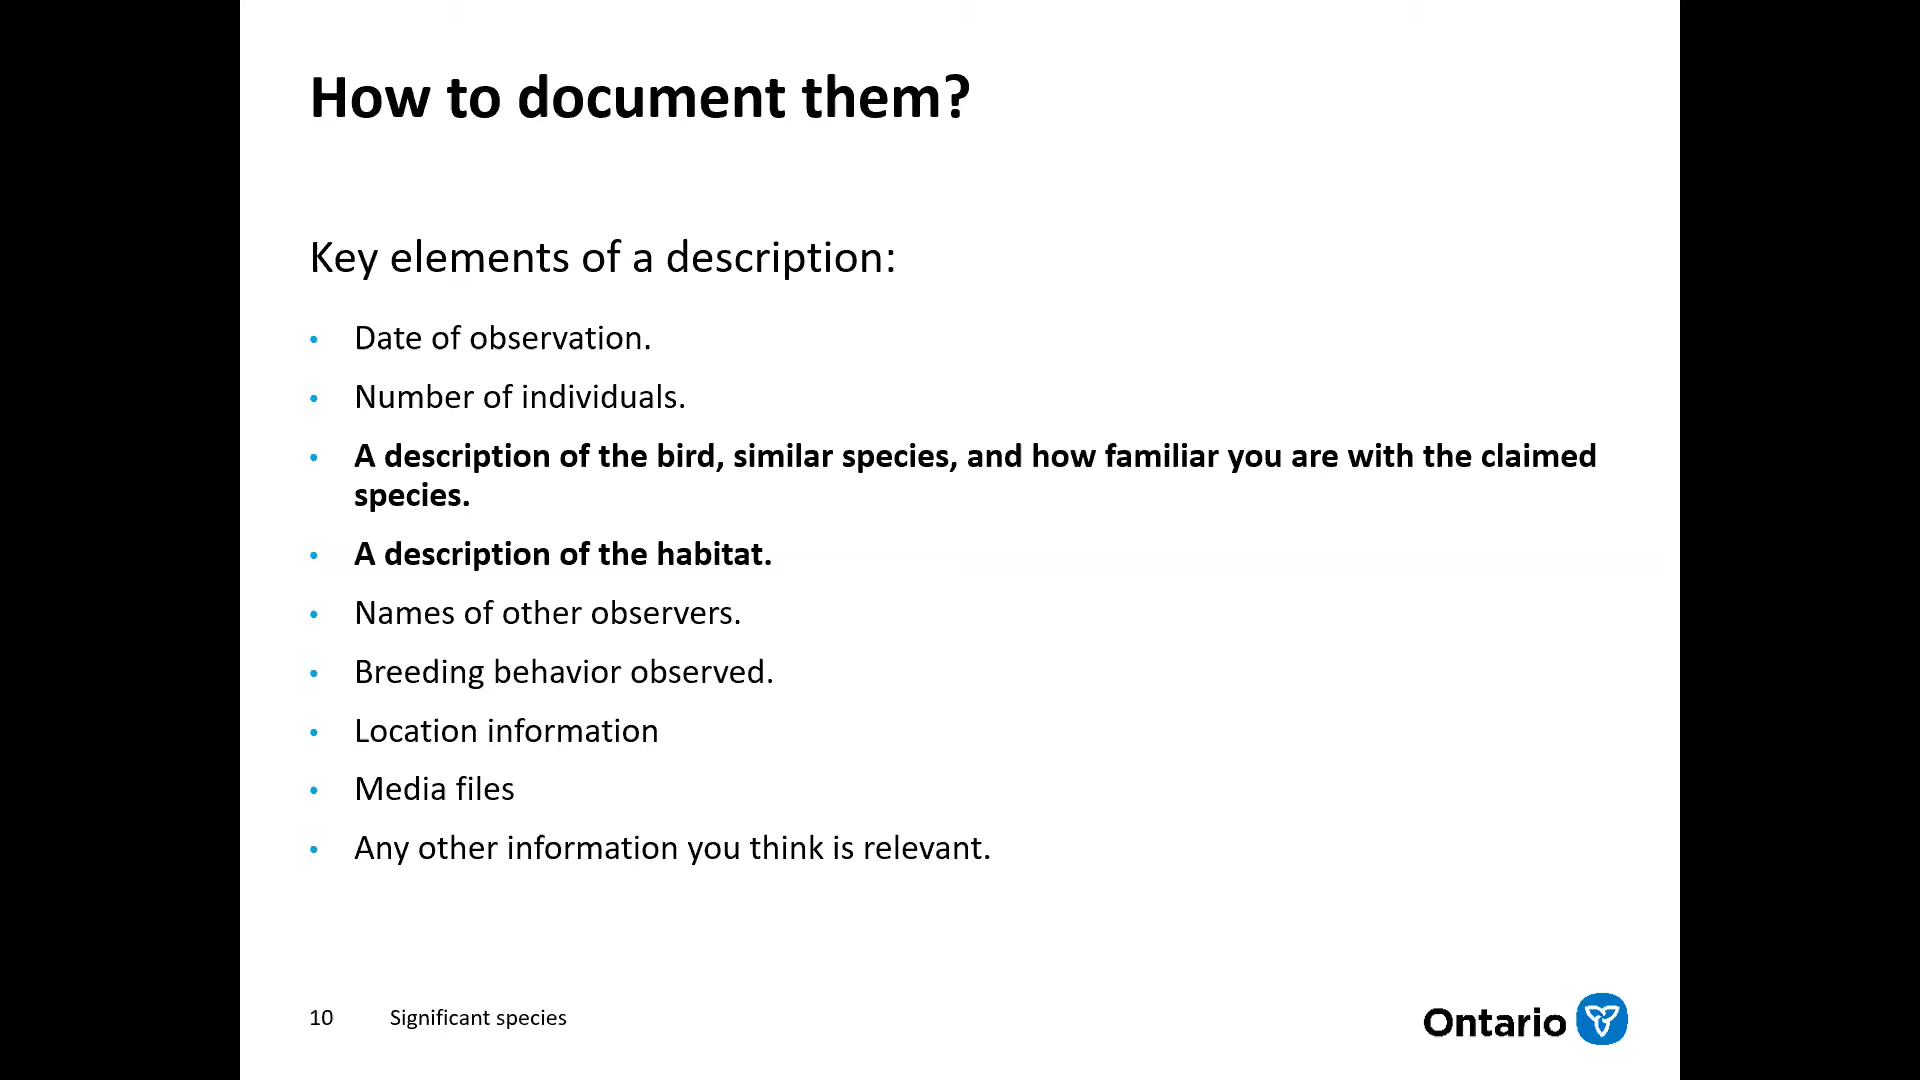 How to document them?
Key elements of a description:
• Date of observation.
• Number of individuals.
• A description of the bird, similar species, and how familiar you are with the claimed
species.
• A description of the habitat.
• Names of other observers.
• Breeding behavior observed.
• Location information
• Media files
• Any other information you think is relevant.
10 Significant species
Ontario